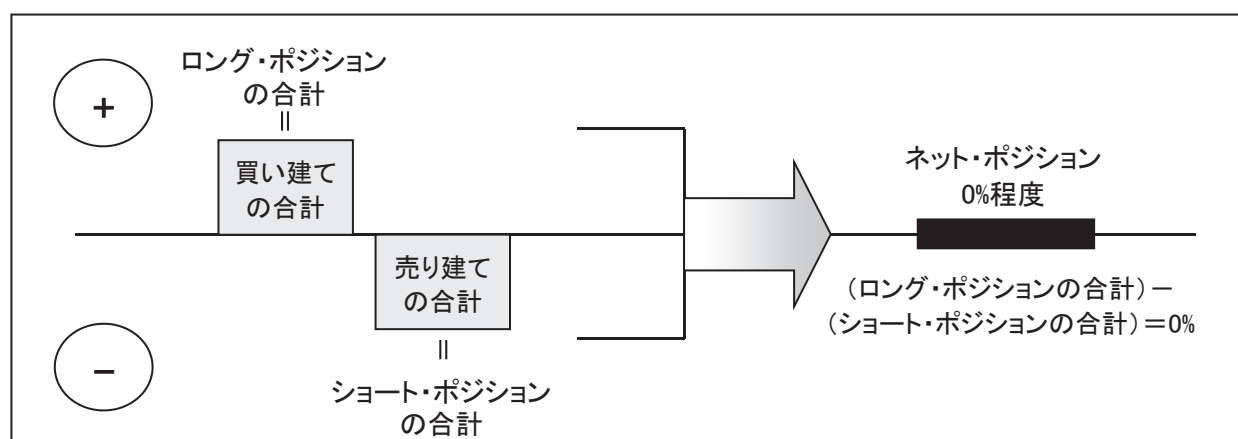 ロング・ポジション
の合計
＝
＋
買い建て
の合計
売り建て
の合計
＝
ショート・ポジション
の合計
－
ネット・ポジション
0%程度
（ロング・ポジションの合計）－
（ショート・ポジションの合計）＝0%